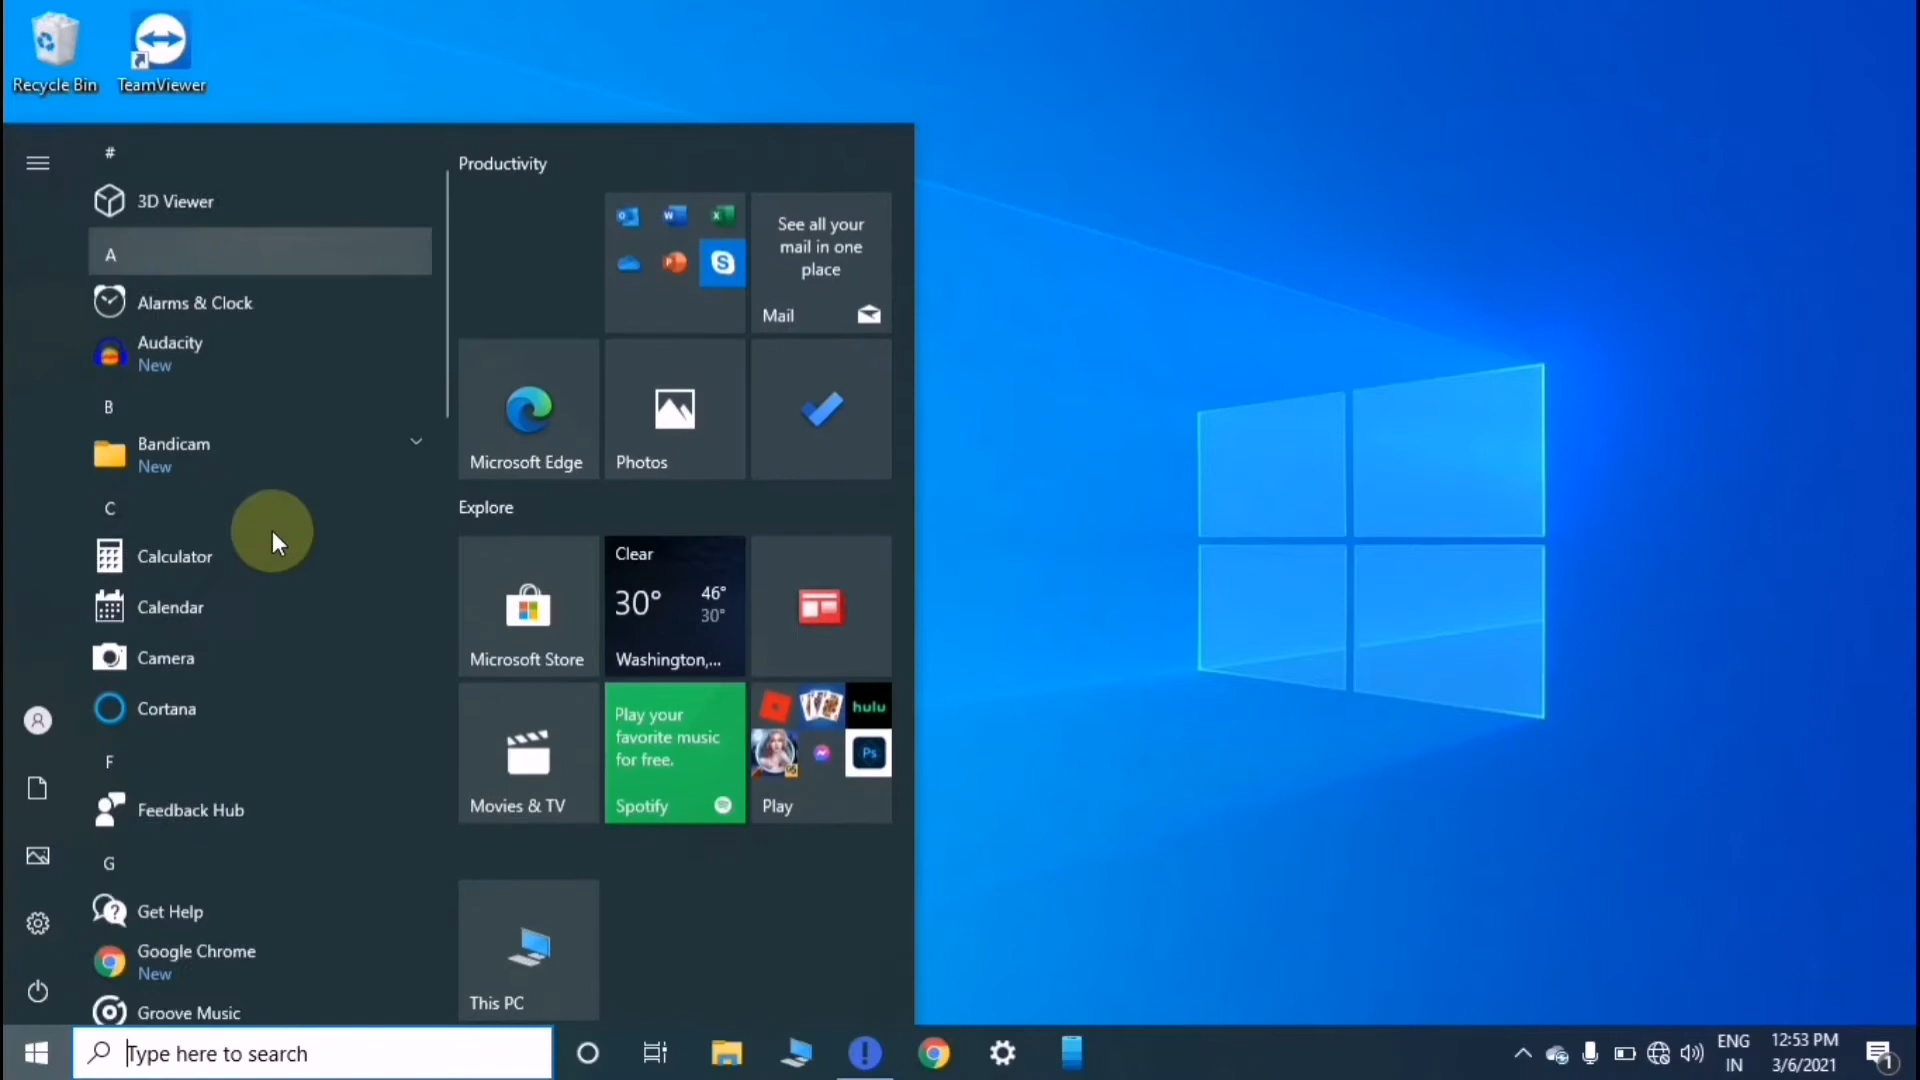 Recycle Bin
TeamViewer
#
3D Viewer
A
Alarms & Clock
Audacity
New
B
Bandicam
New
C
Calculator
Calendar
Camera
Cortana
F
Feedback Hub
G
Get Help
Google Chrome
New
Groove Music
Productivity
See all your
mail in one
place
Mail
Microsoft Edge
Photos
Explore
Microsoft Store
Clear
30°
46°
30°
Washington,...
Movies & TV
Play your
favorite music
for free.
Spotify
hulu
Ps
Play
This PC
Type here to search
ENG
IN
12:53 PM
3/6/2021
1